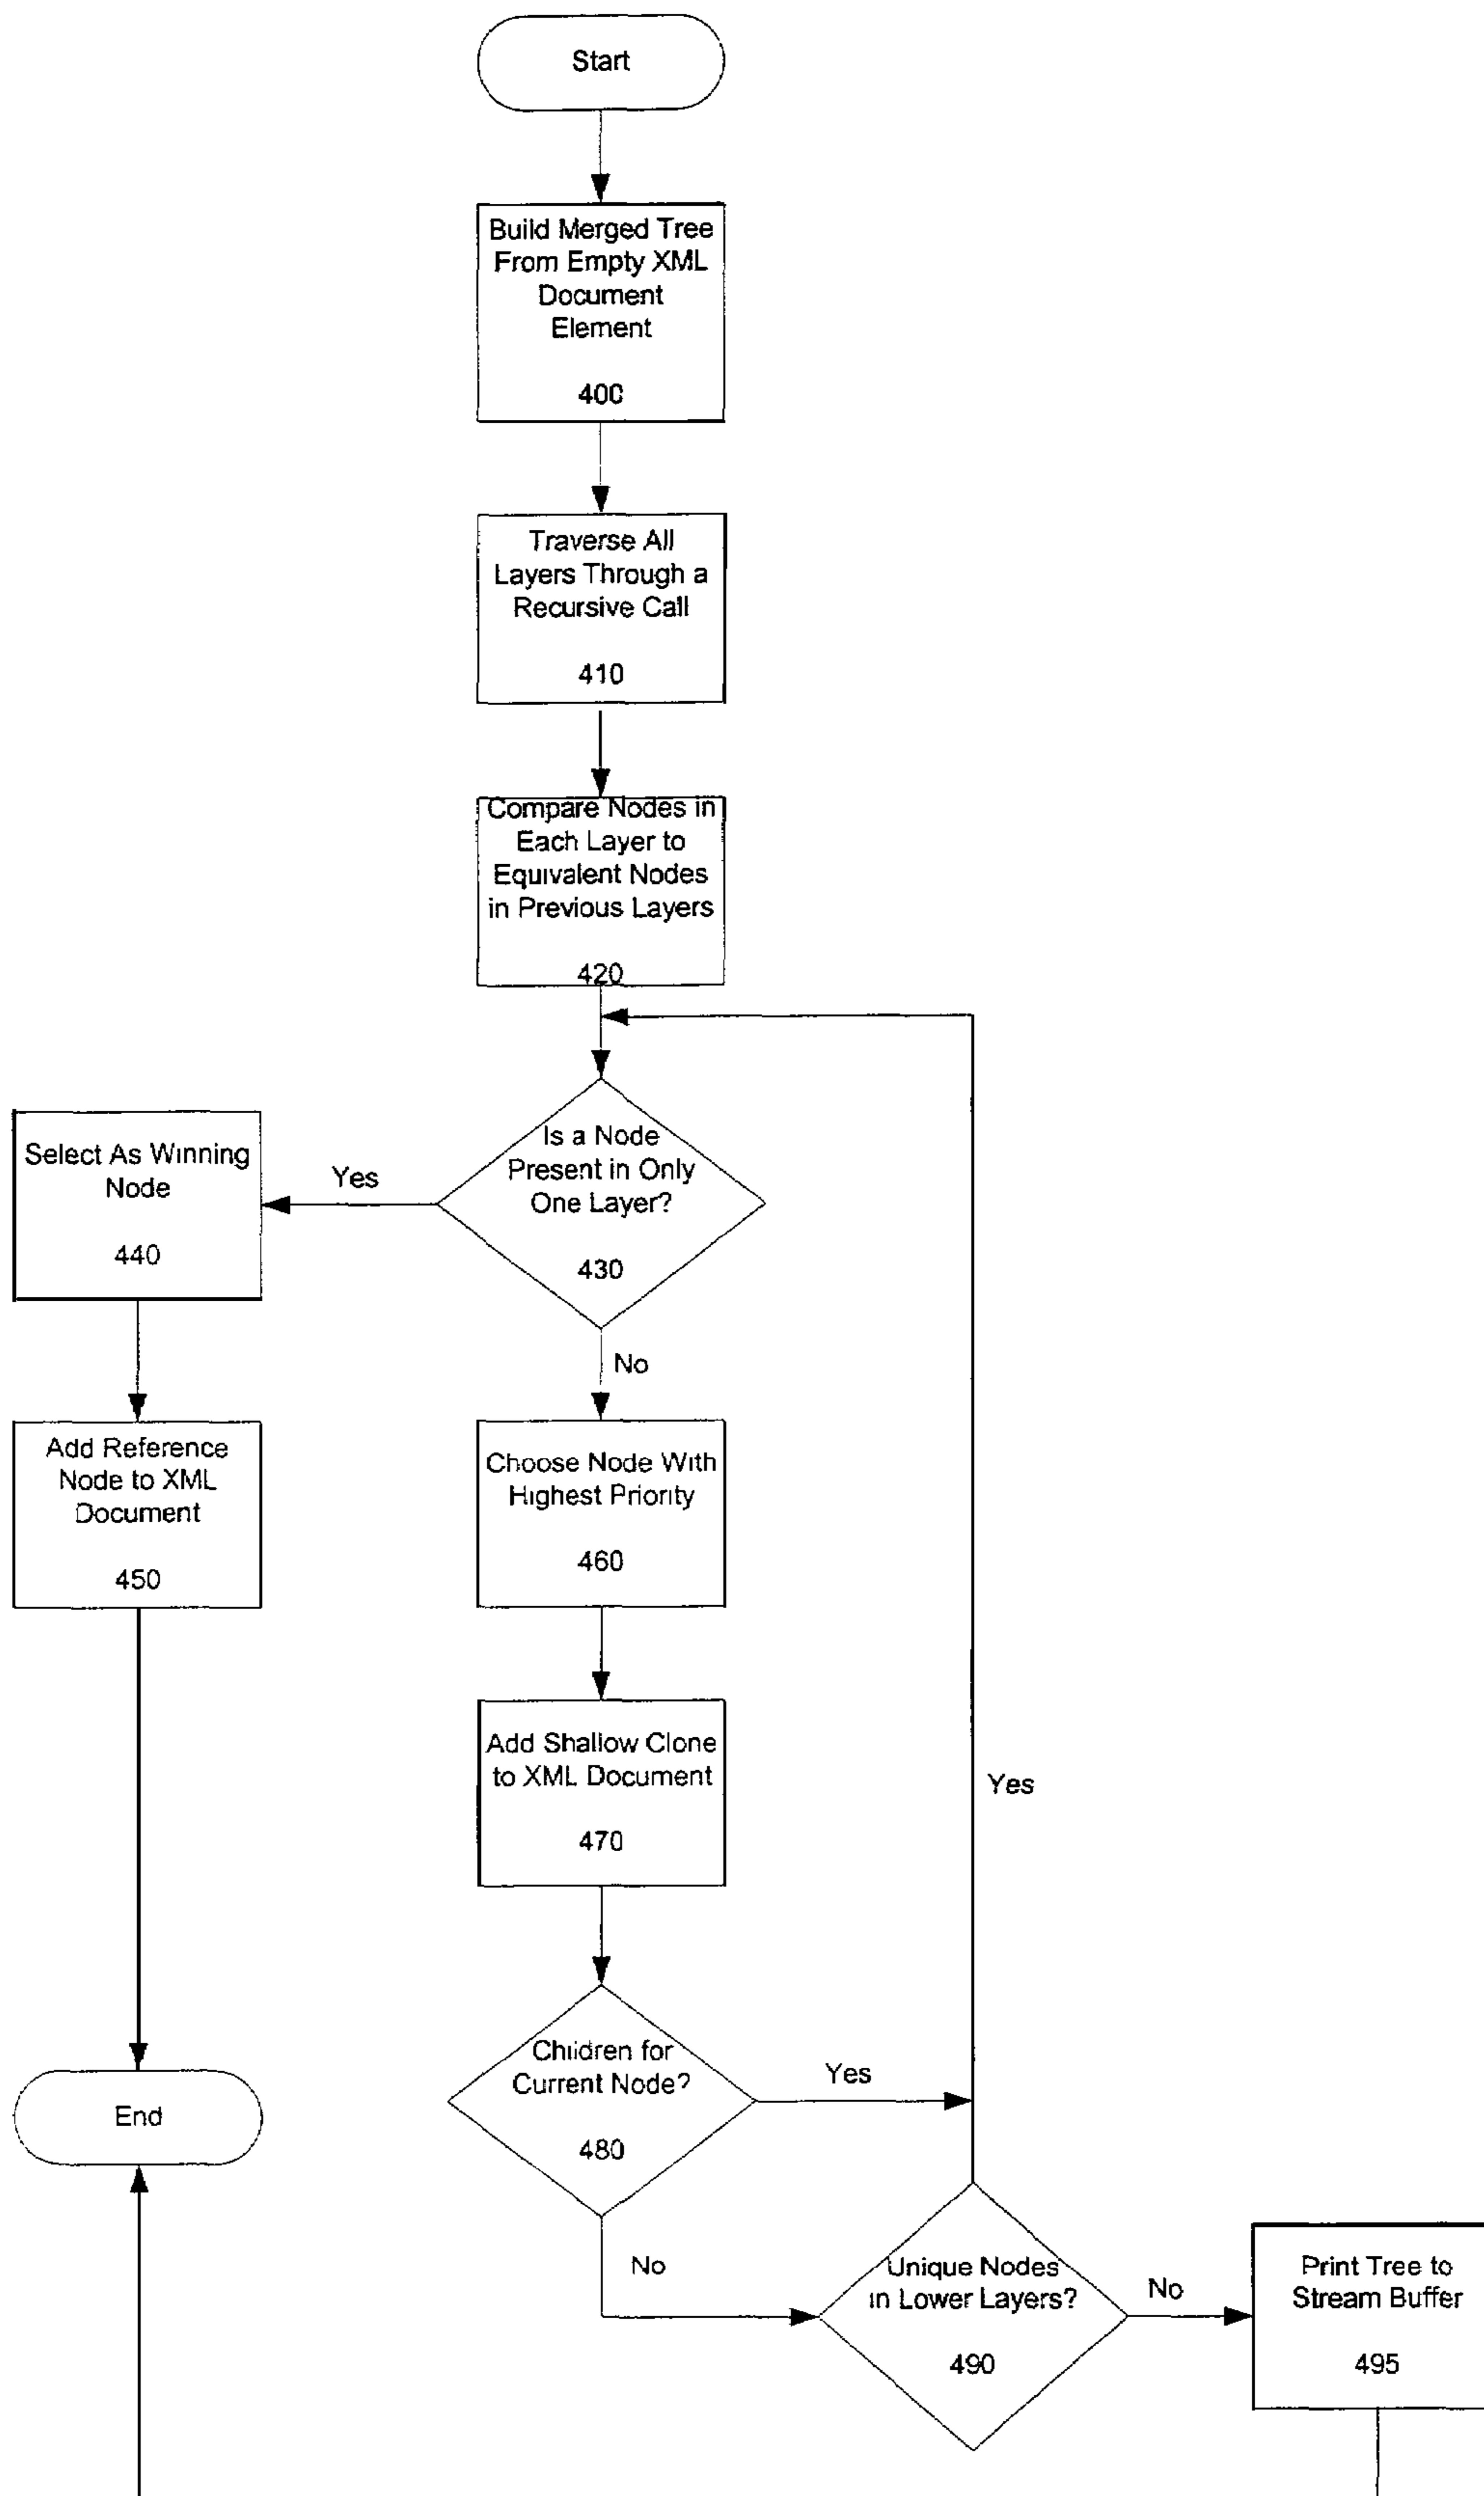 Start
Build Merged Tree
From Empty XML
Document
Element
400
Traverse All
Layers Through a
Recursive Call
410
Compare Nodes in
Each Layer to
Equivalent Nodes
in Previous Layers
420
Is a Node
Present in Only
One Layer?
430
Yes
Select As Winning
Node
440
No
Add Reference
Node to XML
Document
450
Choose Node With
Highest Priority
460
Add Shallow Clone
to XML Document
470
Yes
Children for
Current Node?
480
Yes
End
No
Unique Nodes
in Lower Layers?
490
No
Print Tree to
Stream Buffer
495